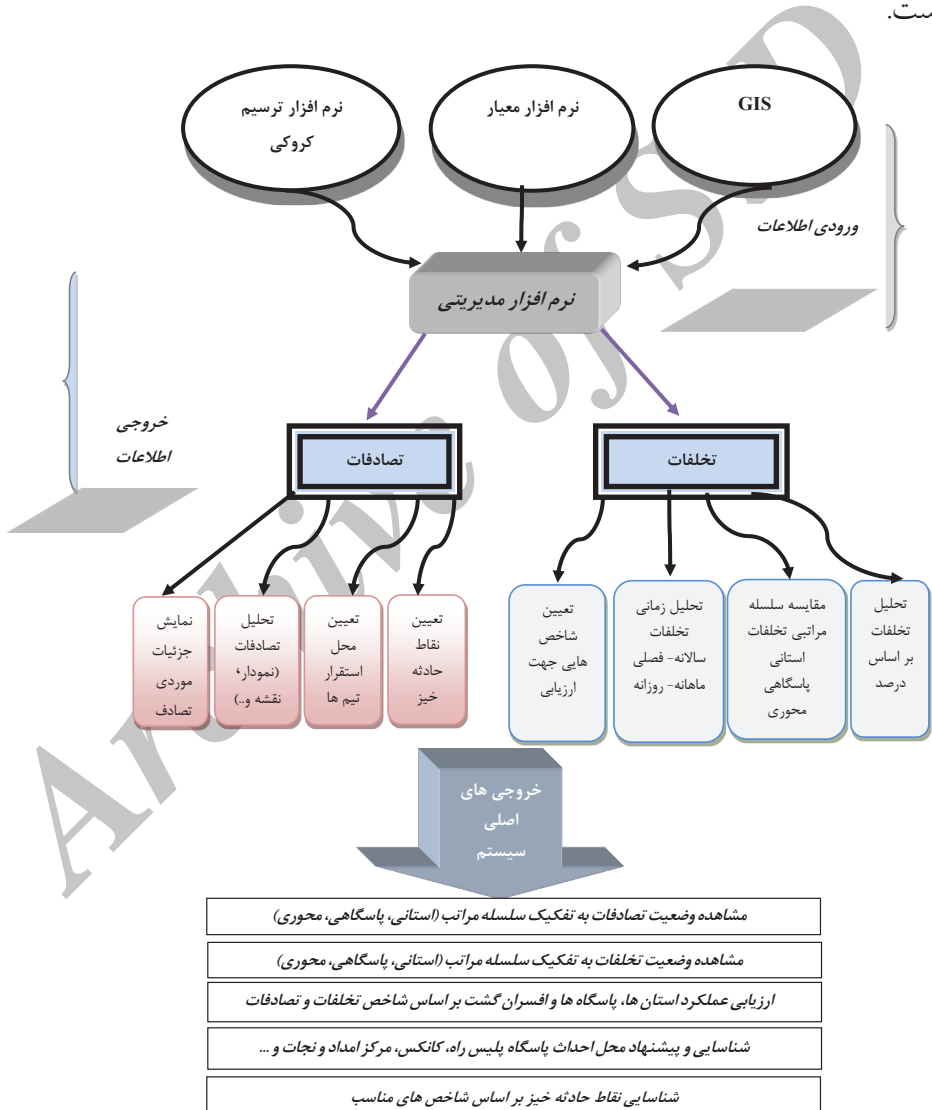 ست.
GIS
نرم افزار معیار
نرم افزار ترسیم
کروکی
ورودی اطلاعات
نرم افزار مدیریتی
خروجی
اطلاعات
تخلفات
تصادفات
تحلیل
تخلفات
بر اساس
درصد
مقایسه سلسله
مراتبی تخلفات
استانی
پاسگاهی
محوری
تحلیل زمانی
تخلفات
سالانه- فصلی
ماهانه- روزانه
تعیین
شاخص
هایی جهت
ارزیابی
تعیین
نقاط
حادثه
خیز
تعیین
محل
استقرار
تیم ها
تحلیل
تصادفات
(نمودار،
نقشه و..)
نمایش
جزئیات
موردی
تصادف
خروجی های
اصلی
سیستم
مشاهده وضعیت تصادفات به تفکیک سلسله مراتب (استانی، پاسگاهی، محوری)
مشاهده وضعیت تخلفات به تفکیک سلسله مراتب (استانی، پاسگاهی، محوری)
ارزیابی عملکرد استان ها، پاسگاه ها و افسران گشت بر اساس شاخص تخلفات و تصادفات
شناسایی و پیشنهاد محل احداث پاسگاه پلیس راه، کانکس، مرکز امداد و نجات و ...
شناسایی نقاط حادثه خیز بر اساس شاخص های مناسب
Archive of SID